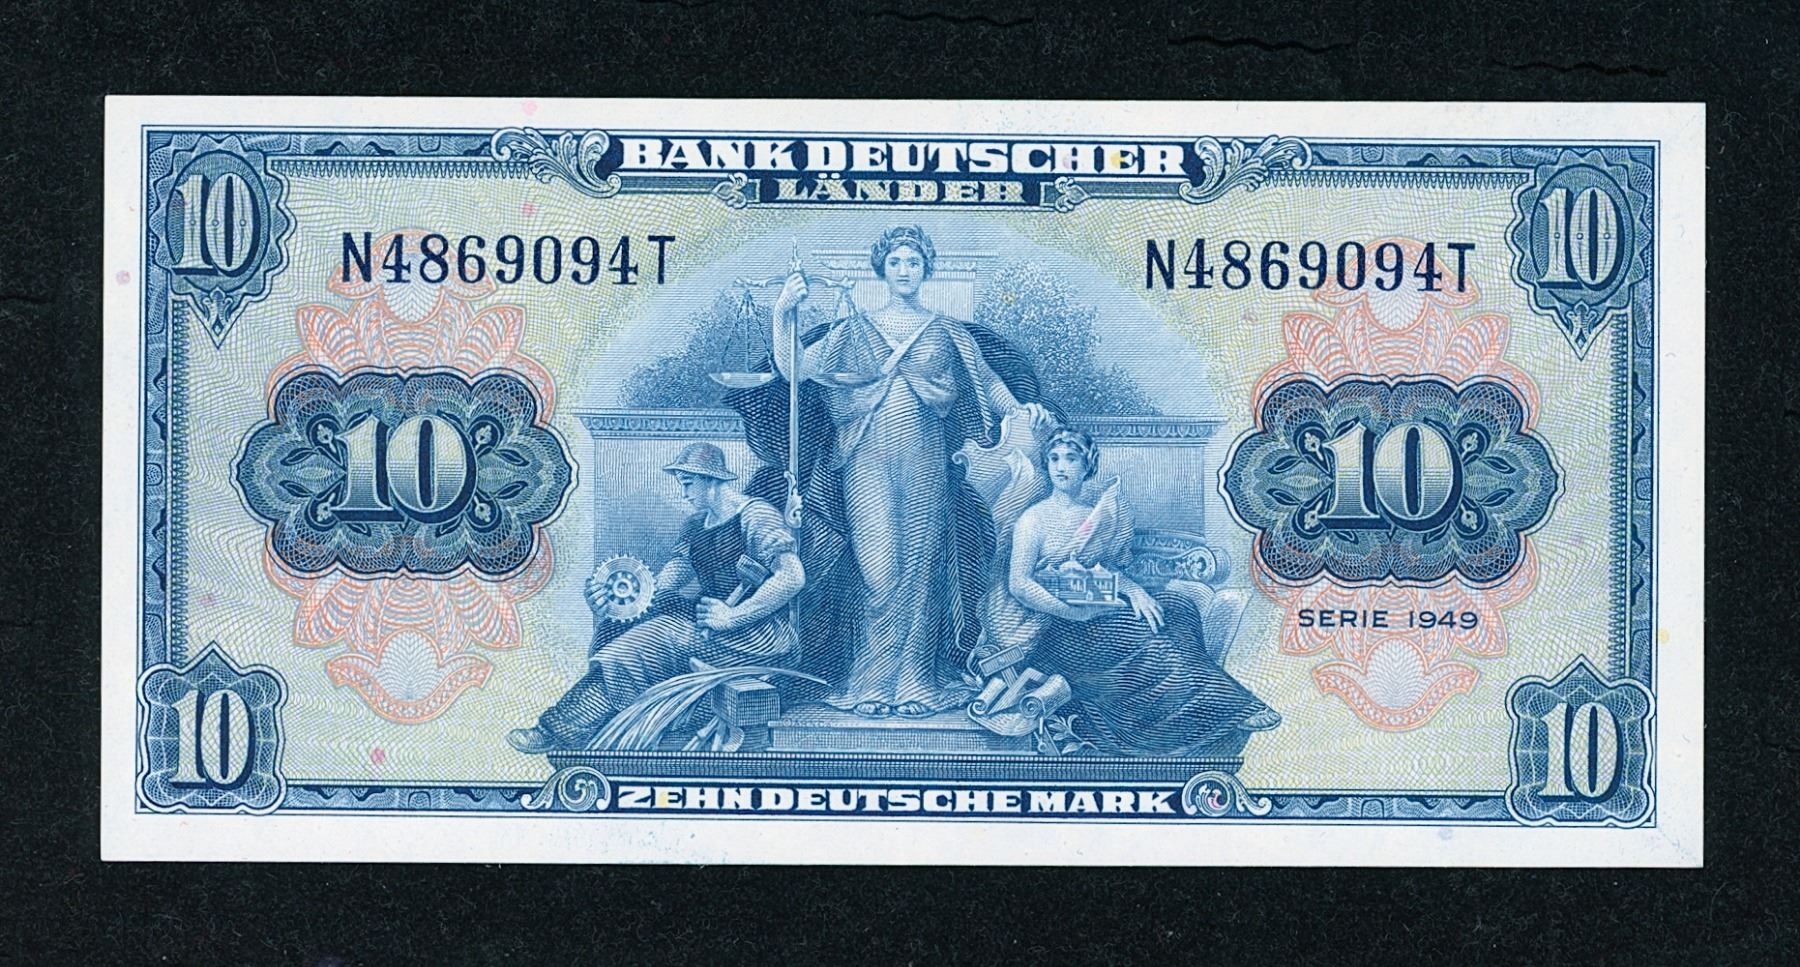 BANK DEUTSCHER
LÄNDER
10 10
N4869094T N4869094T
10 10
SERIE 1949
10 10
ZEHN DEUTSCHE MARK